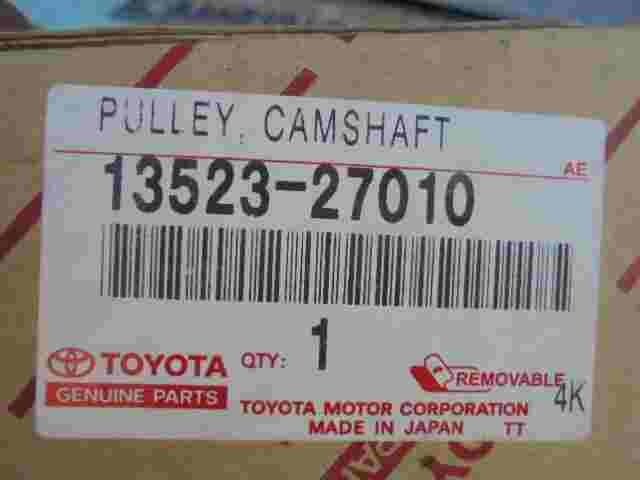 PULLEY, CAMSHAFT
AE
13523-27010
TOYOTA
QTY: 1
GENUINE PARTS
REMOVABLE
4K
TOYOTA MOTOR CORPORATION
MADE IN JAPAN TT